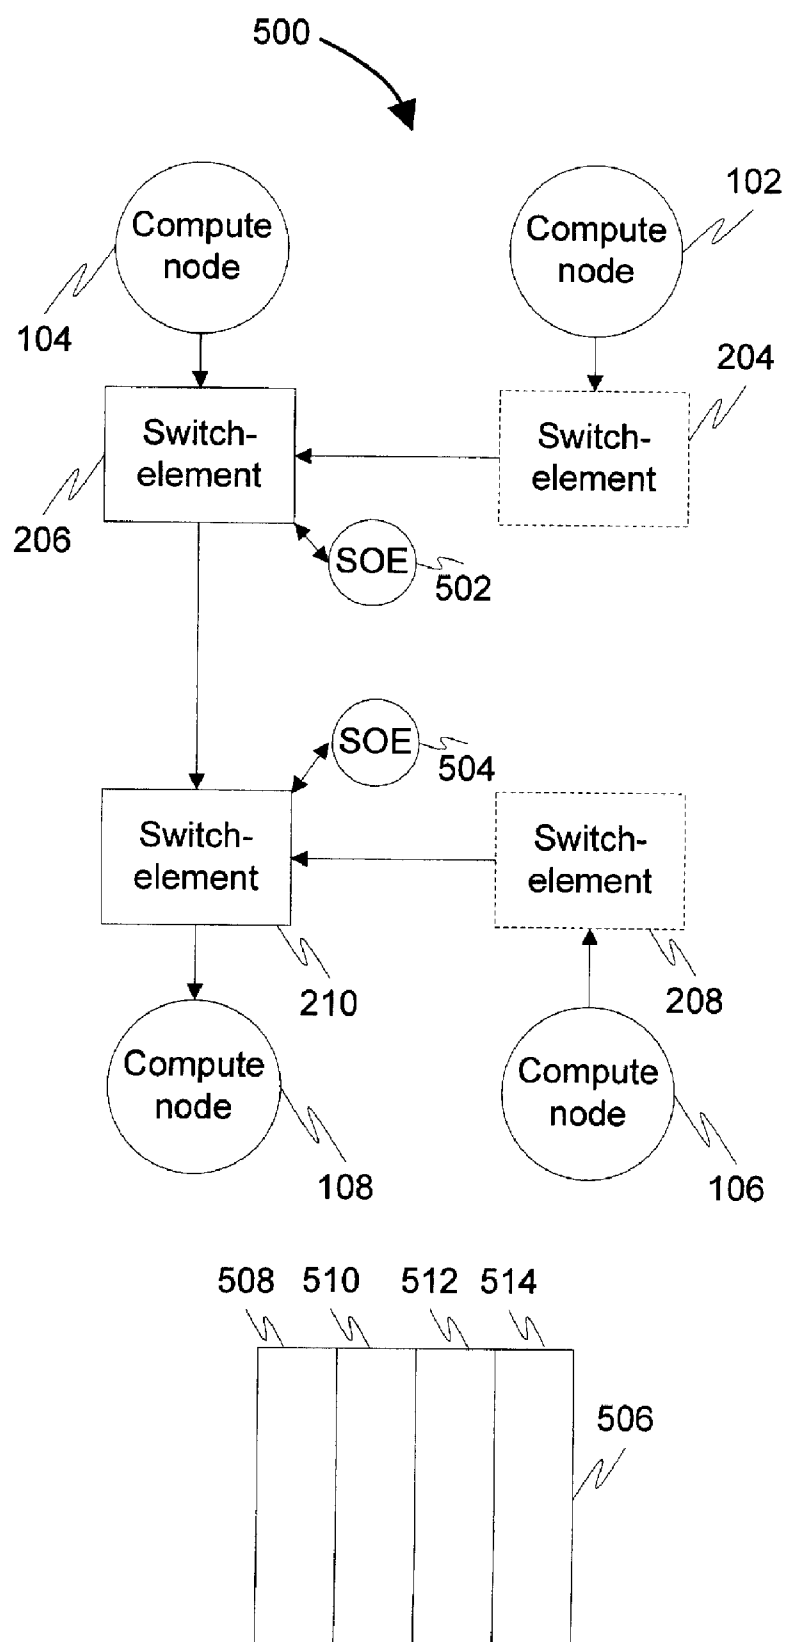 500
Compute
node
104
Compute
node
102
Switch-
element
206
Switch-
element
204
SOE
502
SOE
504
Switch-
element
210
Switch-
element
208
Compute
node
108
Compute
node
106
508 510 512 514
506